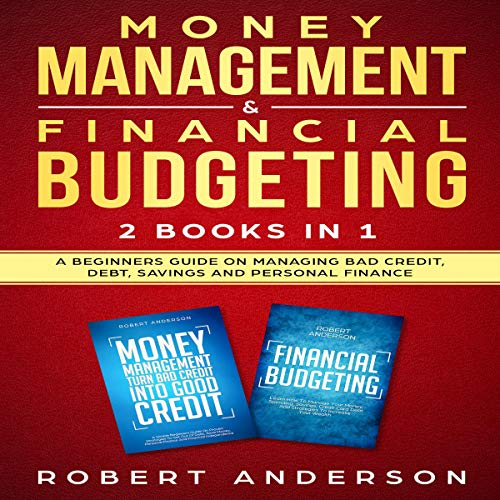 MONEY
MANAGEMENT
&
FINANCIAL
BUDGETING
2 BOOKS IN 1
A BEGINNERS GUIDE ON MANAGING BAD CREDIT,
DEBT, SAVINGS AND PERSONAL FINANCE
ROBERT ANDERSON
MONEY
MANAGEMENT
TURN BAD CREDIT
INTO GOOD
CREDIT
ROBERT
ANDERSON
FINANCIAL
BUDGETING
Learn How To Manage Your Money,
Spending, Savings, Credit Card Debt
And Strategies To Increase
Your Wealth
ROBERT ANDERSON